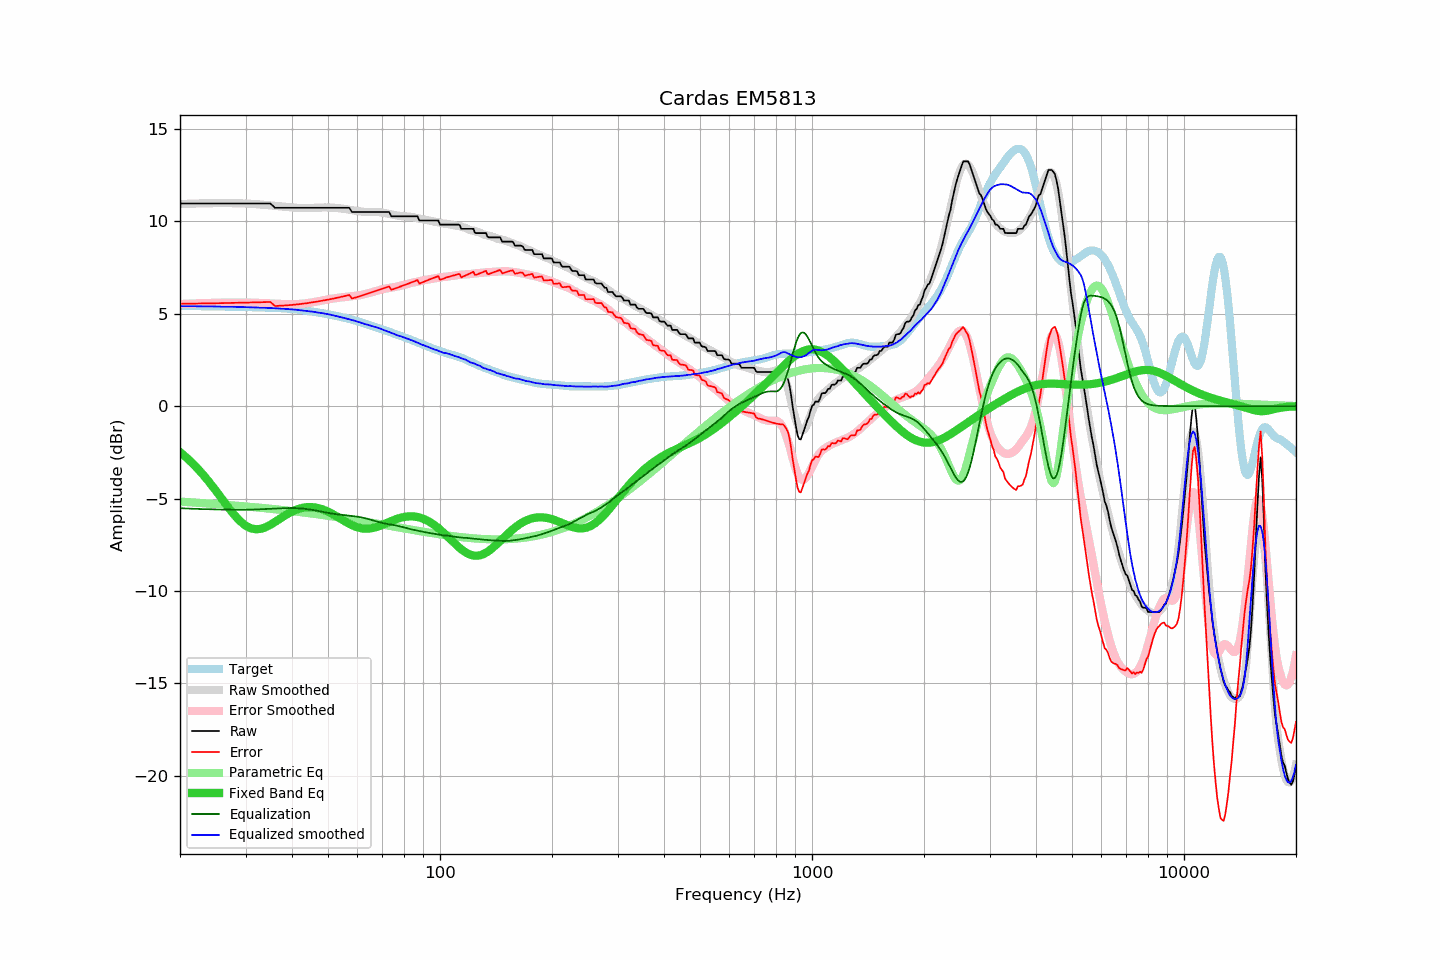 Cardas EM5813
15
10
5
0
−5
−10
−15
−20
Amplitude (dBr)
Target
Raw Smoothed
Error Smoothed
Raw
Error
Parametric Eq
Fixed Band Eq
Equalization
Equalized smoothed
100
1000
10000
Frequency (Hz)